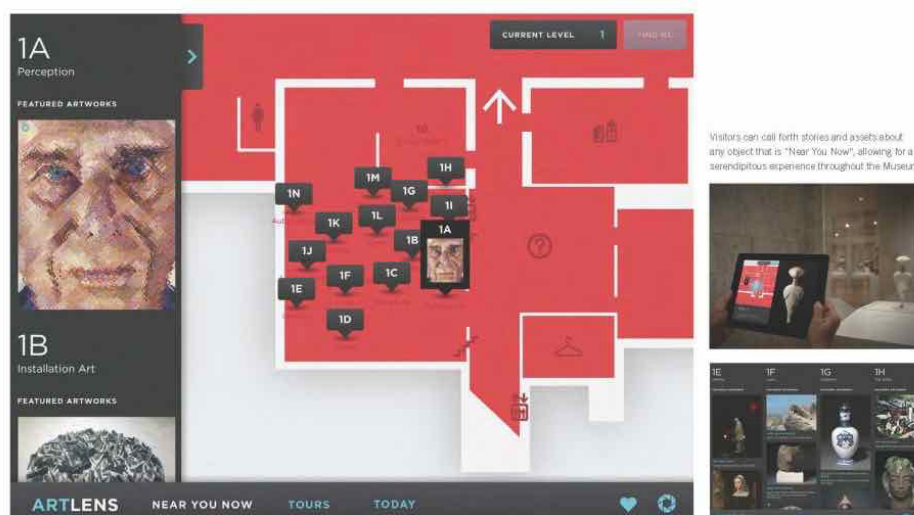 1A
Perception
FEATURED ARTWORKS
1B
Installation Art
FEATURED ARTWORKS
CURRENT LEVEL 1
FIND ME
1H
1M
1G
1N
1I
1K
1L
1A
1B
1J
1F
1C
1E
1D
ARTLENS NEAR YOU NOW TOURS TODAY
Visitors can call forth stories and assets about
any object that is "Near You Now", allowing for a
serendipitous experience throughout the Museum
1E 1F 1G 1H